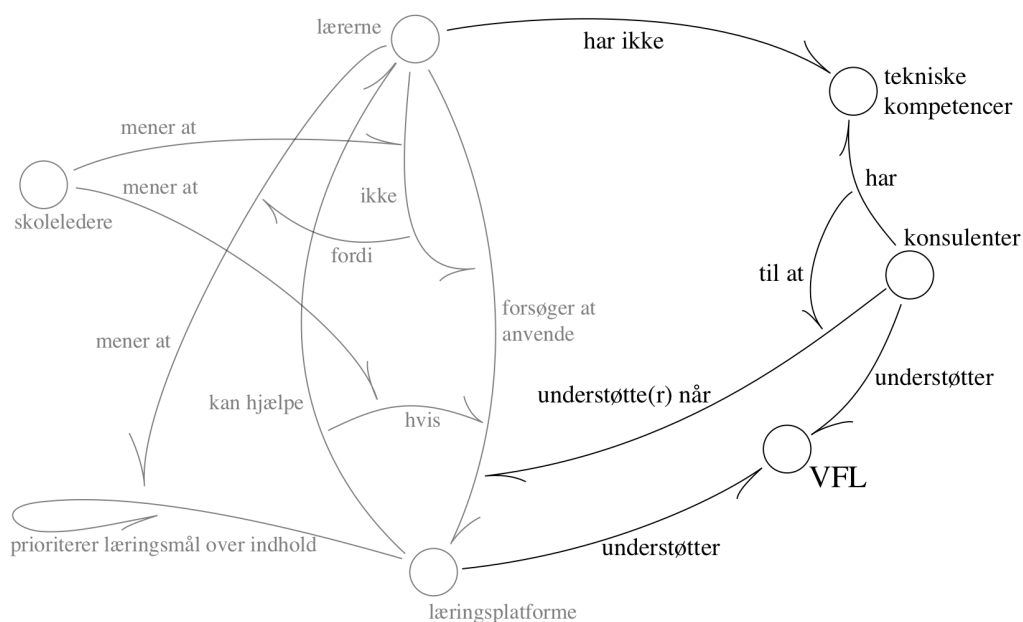 lærerne
har ikke
tekniske
kompetencer
mener at
mener at
skoleledere
ikke
har
fordi
konsulenter
til at
forsøger at
anvende
mener at
kan hjælpe
hvis
understøtte(r) når
understøtter
VFL
prioriterer læringsmål over indhold
understøtter
læringsplatforme